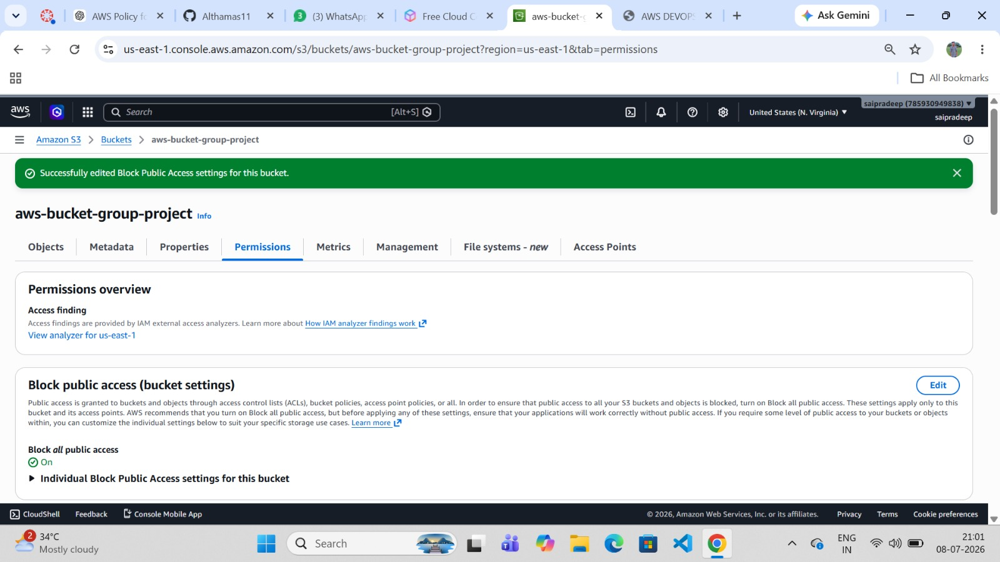 AWS Policy fo
Althamas11
(3) WhatsApp
Free Cloud C
aws-bucket-g
AWS DEVOPS
Ask Gemini
us-east-1.console.aws.amazon.com/s3/buckets/aws-bucket-group-project?region=us-east-1&tab=permissions
All Bookmarks
aws
Search
[Alt+S]
United States (N. Virginia)
saipradeep (785930949838)
saipradeep
Amazon S3
Buckets
aws-bucket-group-project
Successfully edited Block Public Access settings for this bucket.
aws-bucket-group-project Info
Objects
Metadata
Properties
Permissions
Metrics
Management
File systems - new
Access Points
Permissions overview
Access finding
Access findings are provided by IAM external access analyzers. Learn more about How IAM analyzer findings work
View analyzer for us-east-1
Block public access (bucket settings)
Edit
Public access is granted to buckets and objects through access control lists (ACLs), bucket policies, access point policies, or all. In order to ensure that public access to all your S3 buckets and objects is blocked, turn on Block all public access. These settings apply only to this
bucket and its access points. AWS recommends that you turn on Block all public access, but before applying any of these settings, ensure that your applications will work correctly without public access. If you require some level of public access to your buckets or objects
within, you can customize the individual settings below to suit your specific storage use cases. Learn more
Block all public access
On
Individual Block Public Access settings for this bucket
CloudShell
Feedback
Console Mobile App
© 2026, Amazon Web Services, Inc. or its affiliates.
Privacy
Terms
Cookie preferences
2
34°C
Mostly cloudy
Search
ENG
IN
21:01
08-07-2026